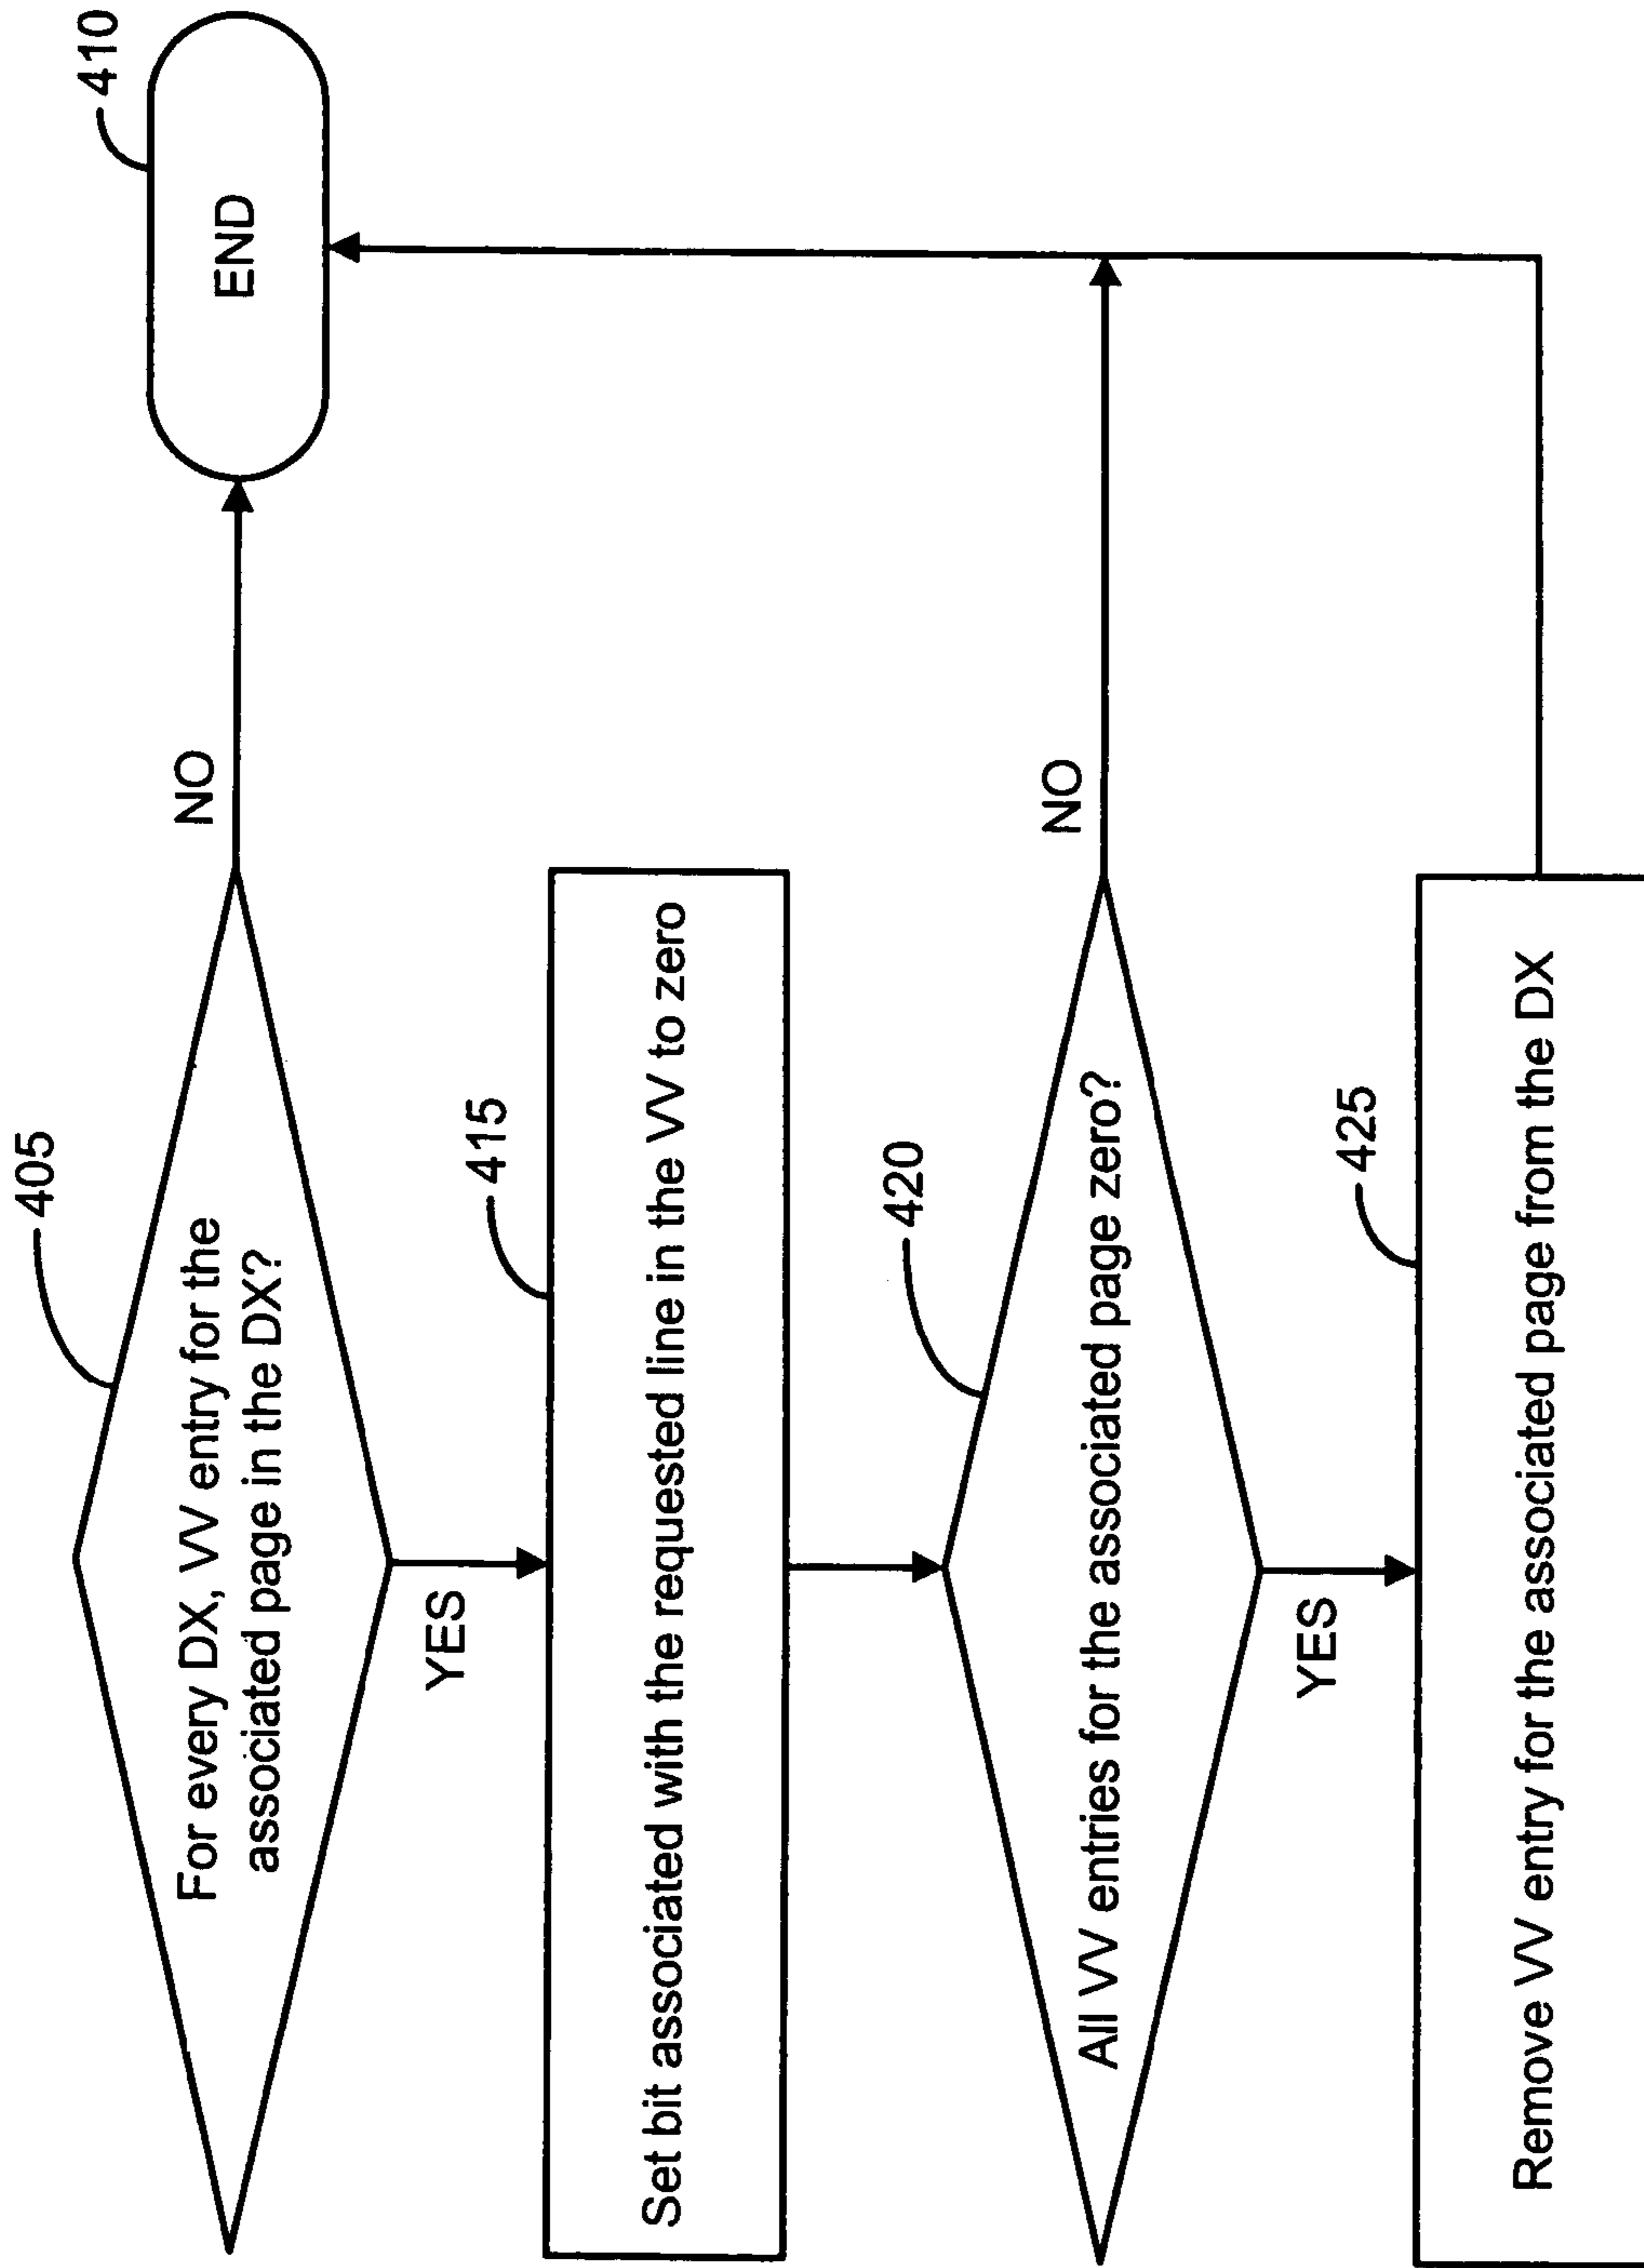 405
For every DX, VV entry for the
associated page in the DX?
NO
410
END
YES
415
Set bit associated with the requested line in the VV to zero
420
All VV entries for the associated page zero?
NO
YES
425
Remove VV entry for the associated page from the DX